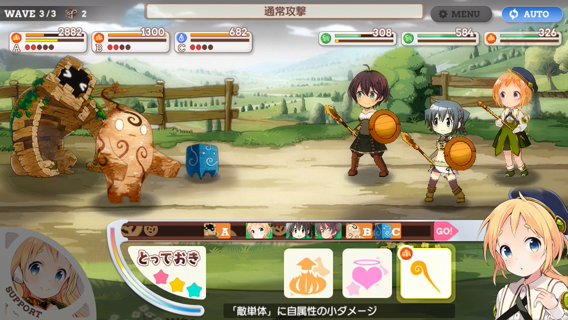 WAVE 3/3 2
通常攻撃
MENU
AUTO
A 2882
B 1300
C 682
308
584
326
A B C GO!
とっておき
SUPPORT
「敵単体」に自属性の小ダメージ